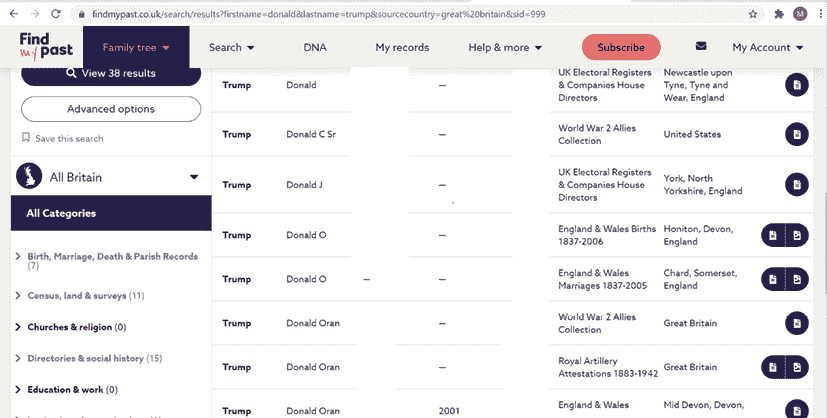 findmypast.co.uk/search/results?firstname=donald&lastname=trump&sourcecountry=great%20britain&sid=999
M
Find my past
Family tree
Search
DNA
My records
Help & more
Subscribe
My Account
View 38 results
Advanced options
Save this search
All Britain
All Categories
Birth, Marriage, Death & Parish Records
(7)
Census, land & surveys (11)
Churches & religion (0)
Directories & social history (15)
Education & work (0)
Trump Donald — UK Electoral Registers & Companies House Directors Newcastle upon Tyne, Tyne and Wear, England
Trump Donald C Sr — World War 2 Allies Collection United States
Trump Donald J — UK Electoral Registers & Companies House Directors York, North Yorkshire, England
Trump Donald O — England & Wales Births 1837-2006 Honiton, Devon, England
Trump Donald O — — England & Wales Marriages 1837-2005 Chard, Somerset, England
Trump Donald Oran — World War 2 Allies Collection Great Britain
Trump Donald Oran — Royal Artillery Attestations 1883-1942 Great Britain
Trump Donald Oran 2001 England & Wales Mid Devon, Devon,